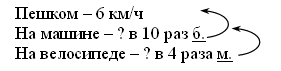 Пешком – 6 км/ч
На машине – ? в 10 раз б.
На велосипеде – ? в 4 раза м.